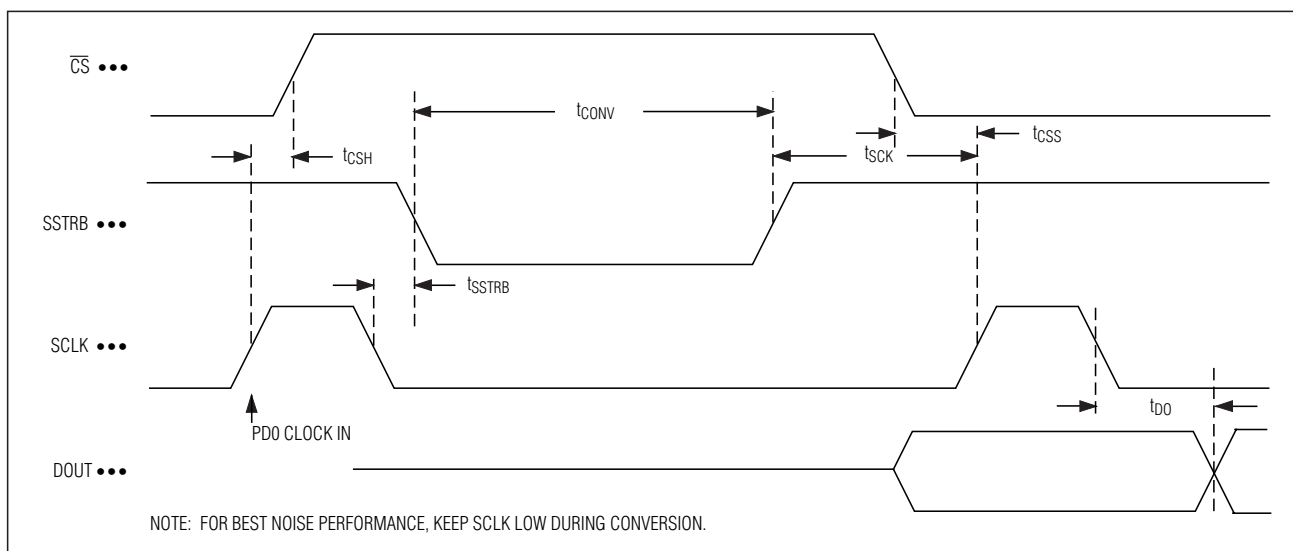 CS •••
tCONV
tCSS
tCSH
tSCK
SSTRB •••
tSSTRB
SCLK •••
tDO
PD0 CLOCK IN
DOUT •••
NOTE: FOR BEST NOISE PERFORMANCE, KEEP SCLK LOW DURING CONVERSION.